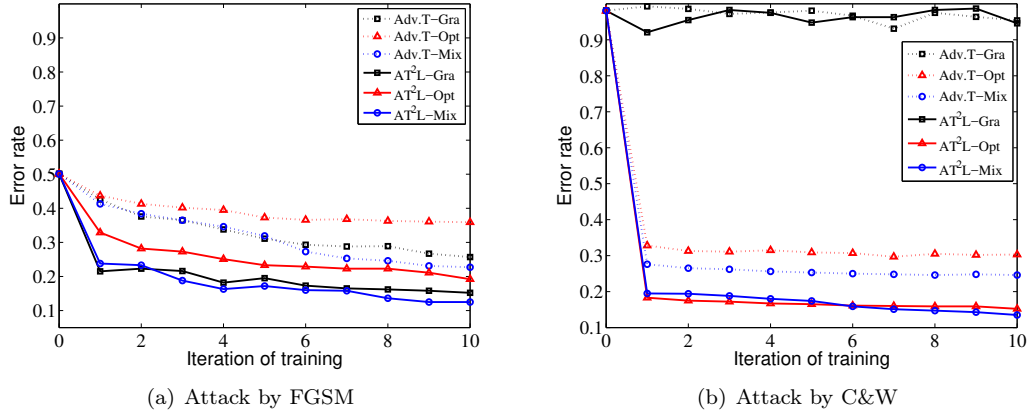 0.9
0.8
0.7
0.6
0.5
0.4
0.3
0.2
0.1
Error rate
0 2 4 6 8 10
Iteration of training
Adv.T−Gra
Adv.T−Opt
Adv.T−Mix
AT²L−Gra
AT²L−Opt
AT²L−Mix
(a) Attack by FGSM
0.9
0.8
0.7
0.6
0.5
0.4
0.3
0.2
0.1
Error rate
0 2 4 6 8 10
Iteration of training
Adv.T−Gra
Adv.T−Opt
Adv.T−Mix
AT²L−Gra
AT²L−Opt
AT²L−Mix
(b) Attack by C&W